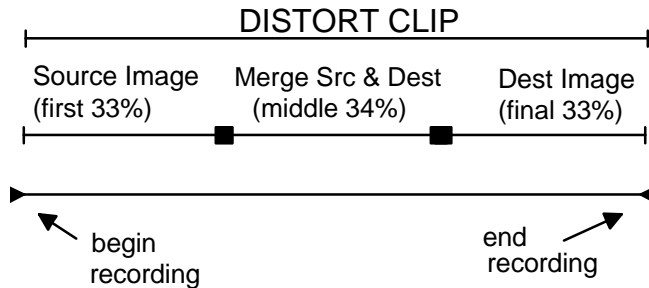 DISTORT CLIP
Source Image
(first 33%)
Merge Src & Dest
(middle 34%)
Dest Image
(final 33%)
begin
recording
end
recording